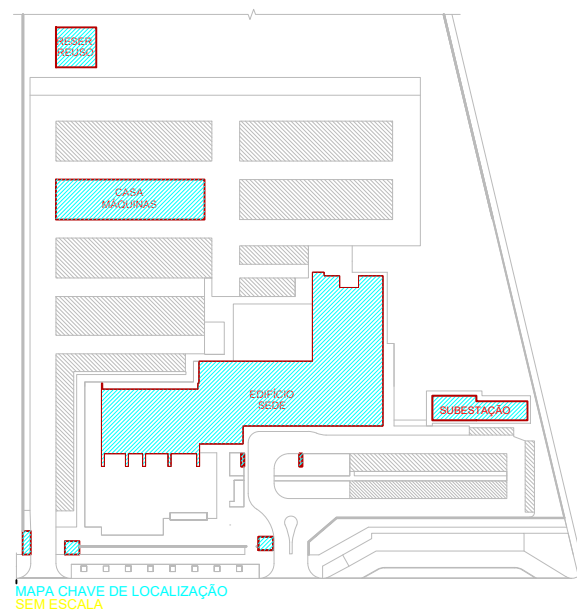 RESER.
REUSO
CASA
MÁQUINAS
EDIFÍCIO
SEDE
SUBESTAÇÃO
MAPA CHAVE DE LOCALIZAÇÃO
SEM ESCALA